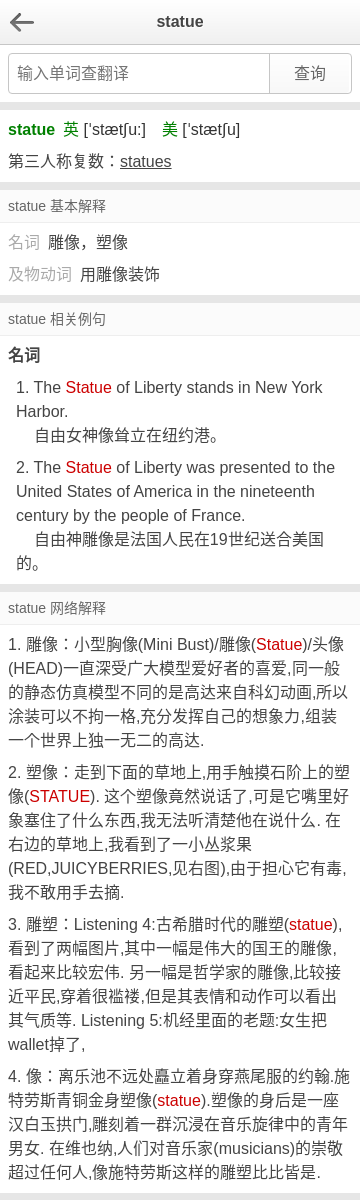 statue
输入单词查翻译 查询
statue 英 ['stætʃu:] 美 ['stætʃu]
第三人称复数：statues
statue 基本解释
名词 雕像，塑像
及物动词 用雕像装饰
statue 相关例句
名词
1. The Statue of Liberty stands in New York
Harbor.
自由女神像耸立在纽约港。
2. The Statue of Liberty was presented to the
United States of America in the nineteenth
century by the people of France.
自由神雕像是法国人民在19世纪送合美国
的。
statue 网络解释
1. 雕像：小型胸像(Mini Bust)/雕像(Statue)/头像
(HEAD)一直深受广大模型爱好者的喜爱,同一般
的静态仿真模型不同的是高达来自科幻动画,所以
涂装可以不拘一格,充分发挥自己的想象力,组装
一个世界上独一无二的高达.
2. 塑像：走到下面的草地上,用手触摸石阶上的塑
像(STATUE). 这个塑像竟然说话了,可是它嘴里好
象塞住了什么东西,我无法听清楚他在说什么. 在
右边的草地上,我看到了一小丛浆果
(RED,JUICYBERRIES,见右图),由于担心它有毒,
我不敢用手去摘.
3. 雕塑：Listening 4:古希腊时代的雕塑(statue),
看到了两幅图片,其中一幅是伟大的国王的雕像,
看起来比较宏伟. 另一幅是哲学家的雕像,比较接
近平民,穿着很褴褛,但是其表情和动作可以看出
其气质等. Listening 5:机经里面的老题:女生把
wallet掉了,
4. 像：离乐池不远处矗立着身穿燕尾服的约翰.施
特劳斯青铜金身塑像(statue).塑像的身后是一座
汉白玉拱门,雕刻着一群沉浸在音乐旋律中的青年
男女. 在维也纳,人们对音乐家(musicians)的崇敬
超过任何人,像施特劳斯这样的雕塑比比皆是.